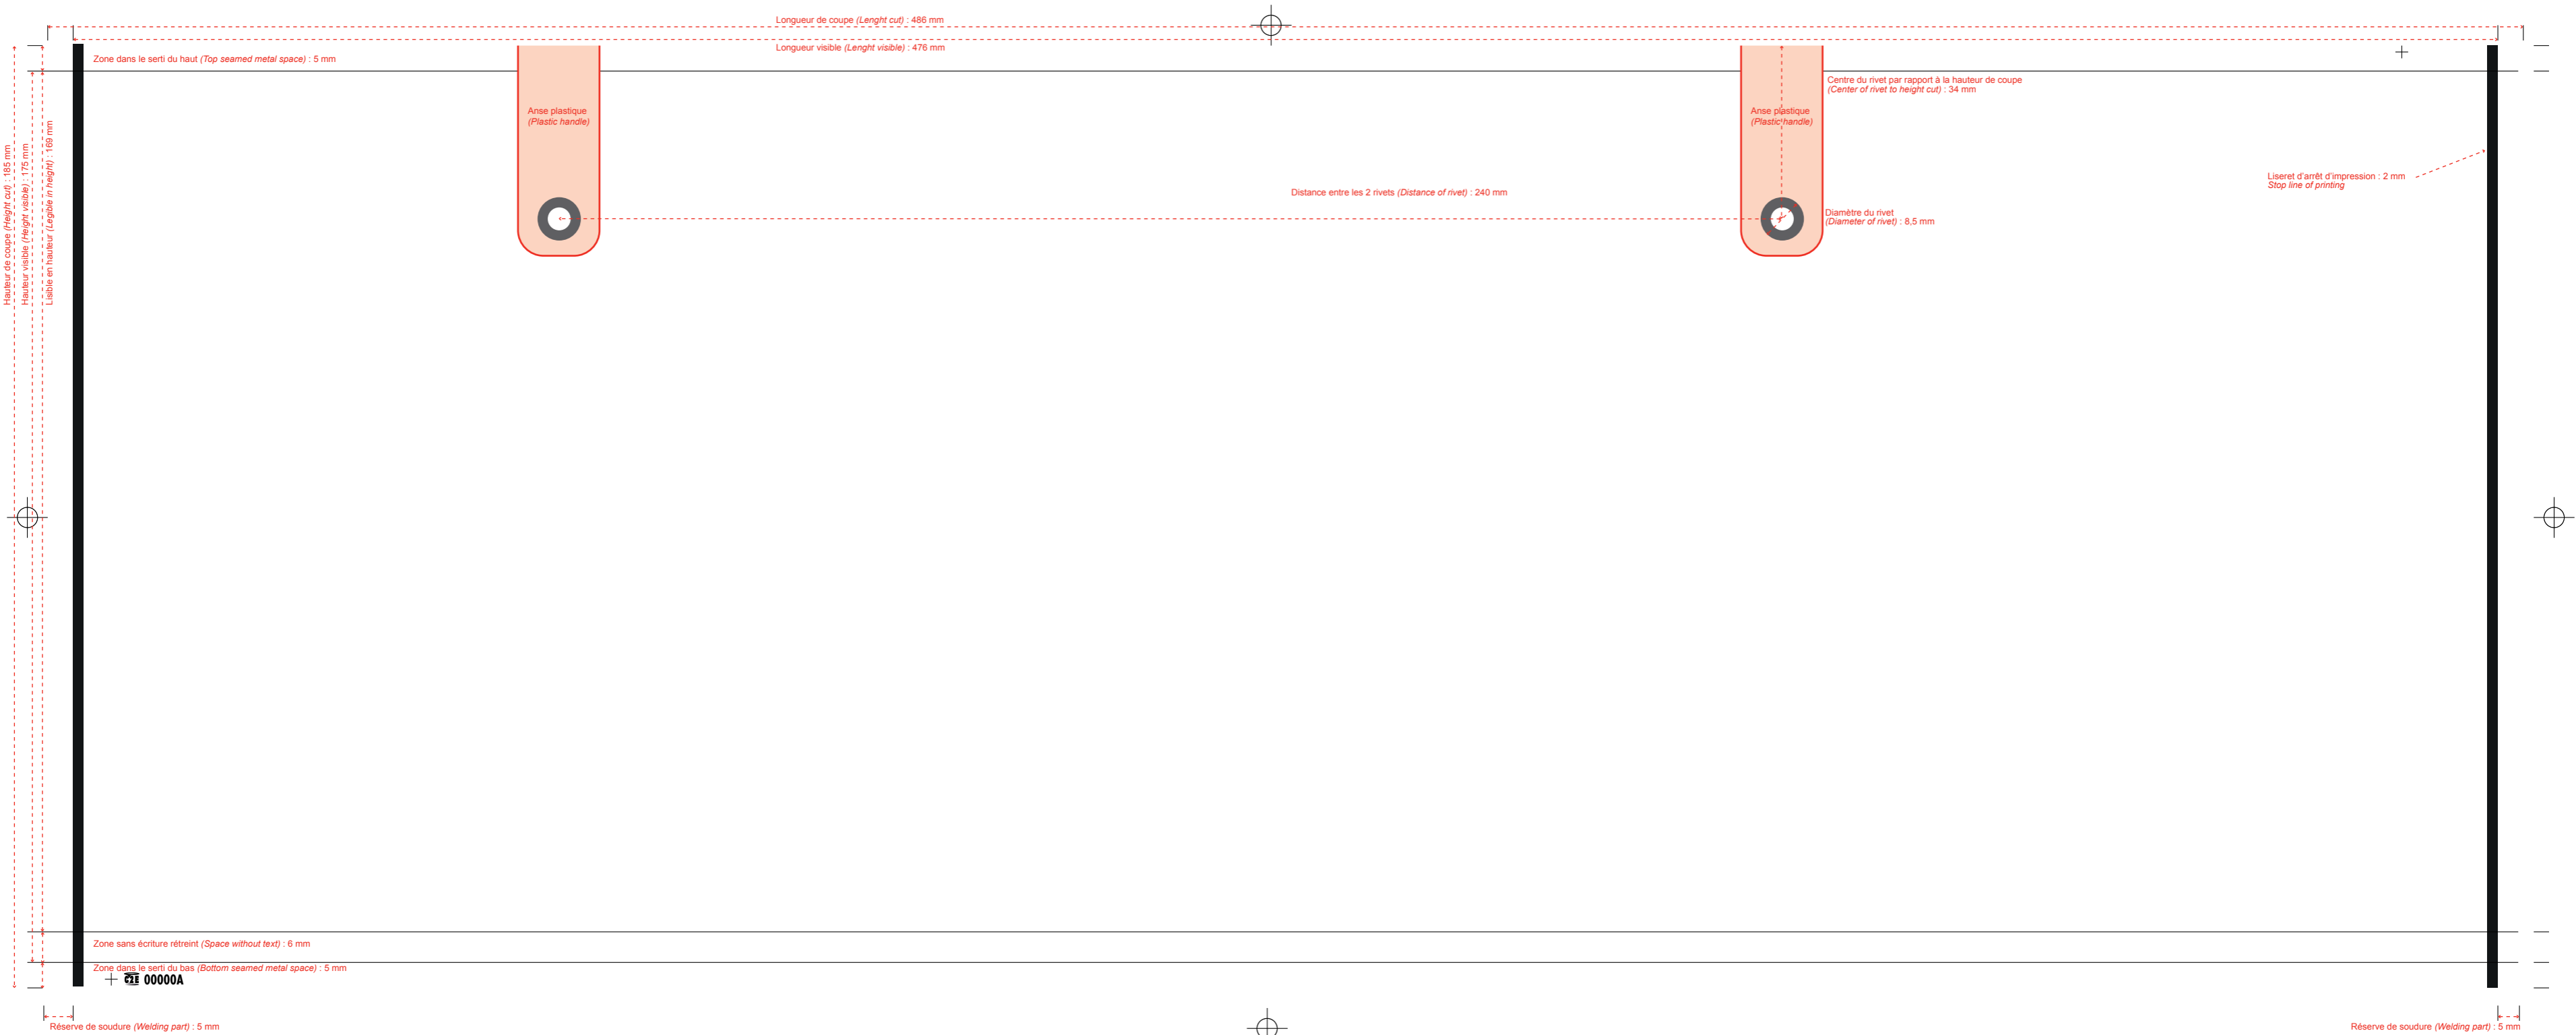 Longueur de coupe (Lenght cut) : 486 mm
Longueur visible (Lenght visible) : 476 mm
Zone dans le serti du haut (Top seamed metal space) : 5 mm
Centre du rivet par rapport à la hauteur de coupe
(Center of rivet to height cut) : 34 mm
Anse plastique
(Plastic handle)
Anse plastique
(Plastic handle)
Hauteur de coupe (Height cut) : 185 mm
Hauteur visible (Height visible) : 175 mm
Lisible en hauteur (Legible in height) : 169 mm
Liseret d'arrêt d'impression : 2 mm
Stop line of printing
Distance entre les 2 rivets (Distance of rivet) : 240 mm
Diamètre du rivet
(Diameter of rivet) : 8,5 mm
Zone sans écriture rétreint (Space without text) : 6 mm
Zone dans le serti du bas (Bottom seamed metal space) : 5 mm
00000A
Réserve de soudure (Welding part) : 5 mm
Réserve de soudure (Welding part) : 5 mm